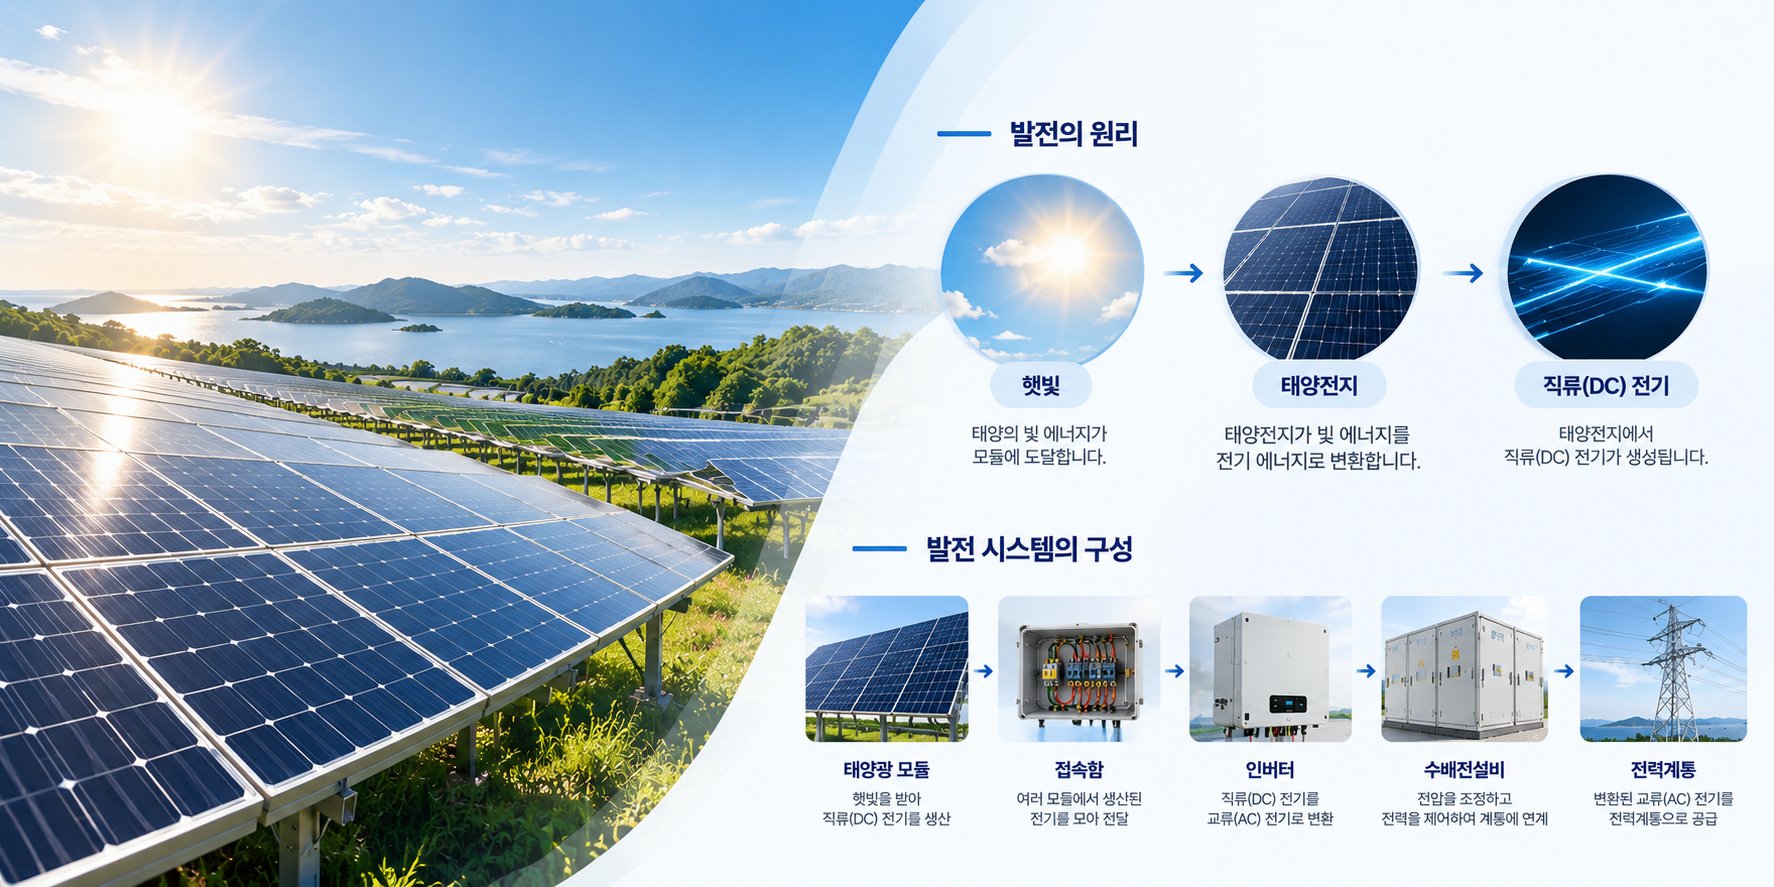 발전의 원리
햇빛
태양의 빛 에너지가
모듈에 도달합니다.
태양전지
태양전지가 빛 에너지를
전기 에너지로 변환합니다.
직류(DC) 전기
태양전지에서
직류(DC) 전기가 생성됩니다.
발전 시스템의 구성
태양광 모듈
햇빛을 받아
직류(DC) 전기를 생산
접속함
여러 모듈에서 생산된
전기를 모아 전달
인버터
직류(DC) 전기를
교류(AC) 전기로 변환
수배전설비
전압을 조정하고
전력을 제어하여 계통에 연계
전력계통
변환된 교류(AC) 전기를
전력계통으로 공급